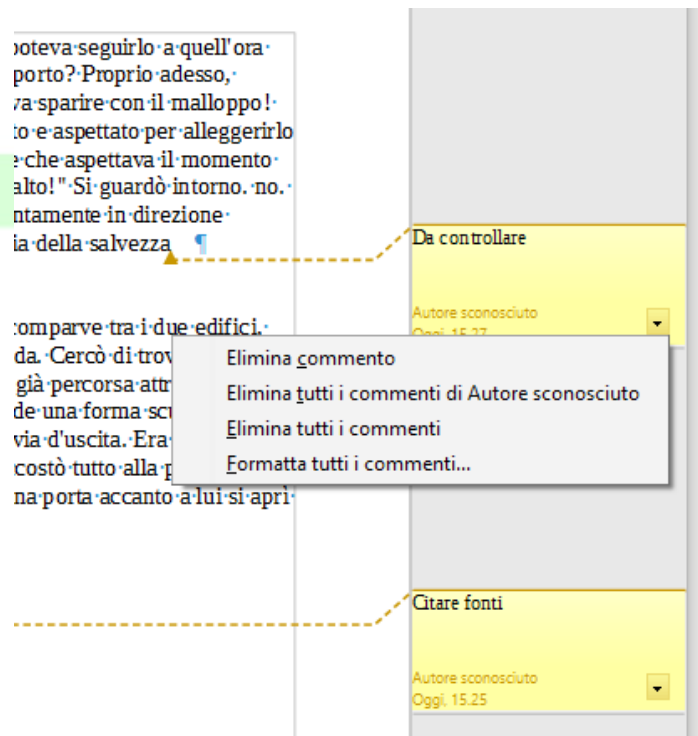 poteva seguirlo a quell'ora
porto? Proprio adesso,
va sparire con il malloppo!
to e aspettato per alleggerirlo
e che aspettava il momento
alto!" Si guardò intorno. no.
ntamente in direzione
ia della salvezza ¶
Da controllare
Autore sconosciuto
Oggi, 15.27
comparve tra i due edifici.
da. Cercò di trov
già percorsa attr
de una forma scu
via d'uscita. Era
costò tutto alla p
na porta accanto a lui si aprì
Elimina commento
Elimina tutti i commenti di Autore sconosciuto
Elimina tutti i commenti
Formatta tutti i commenti...
Citare fonti
Autore sconosciuto
Oggi, 15.25